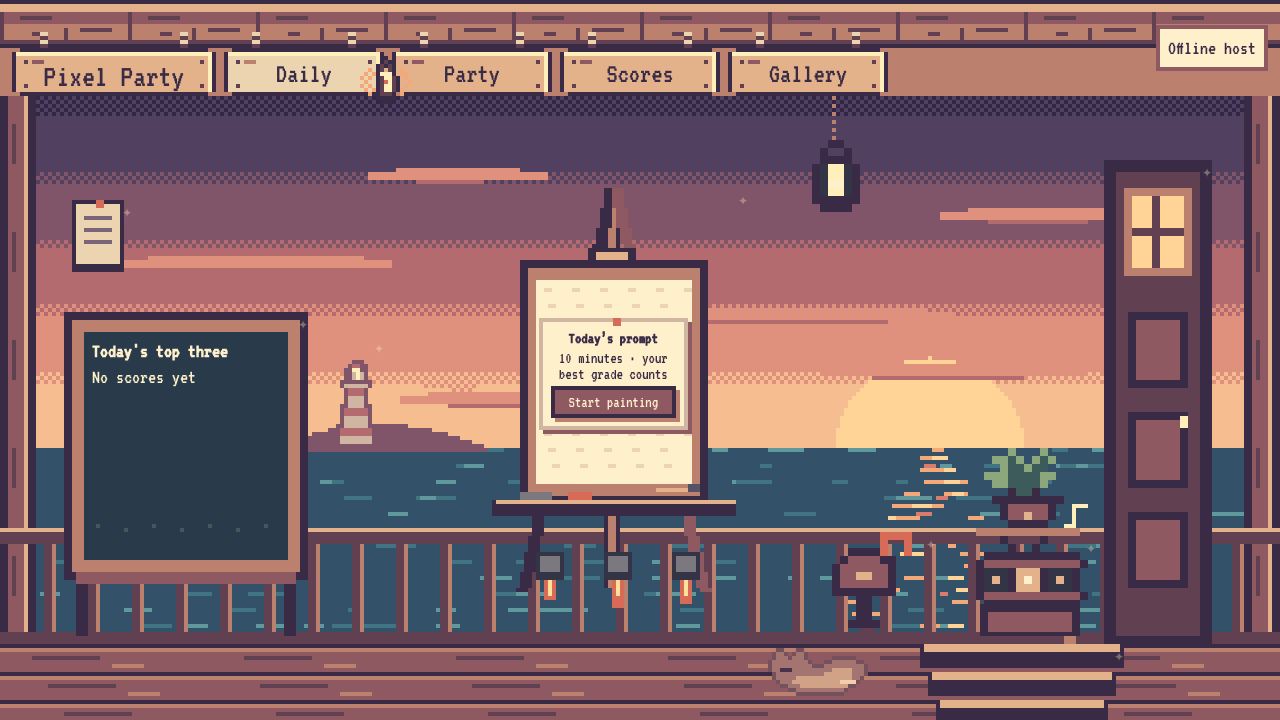 Pixel Party
Daily
Party
Scores
Gallery
Offline host
Today's top three
No scores yet
Today's prompt
10 minutes · your
best grade counts
Start painting